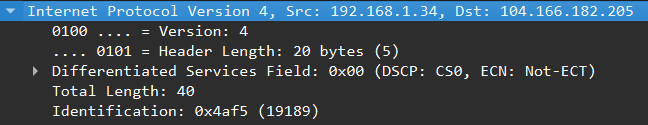 Internet Protocol Version 4, Src: 192.168.1.34, Dst: 104.166.182.205
0100 .... = Version: 4
.... 0101 = Header Length: 20 bytes (5)
Differentiated Services Field: 0x00 (DSCP: CS0, ECN: Not-ECT)
Total Length: 40
Identification: 0x4af5 (19189)